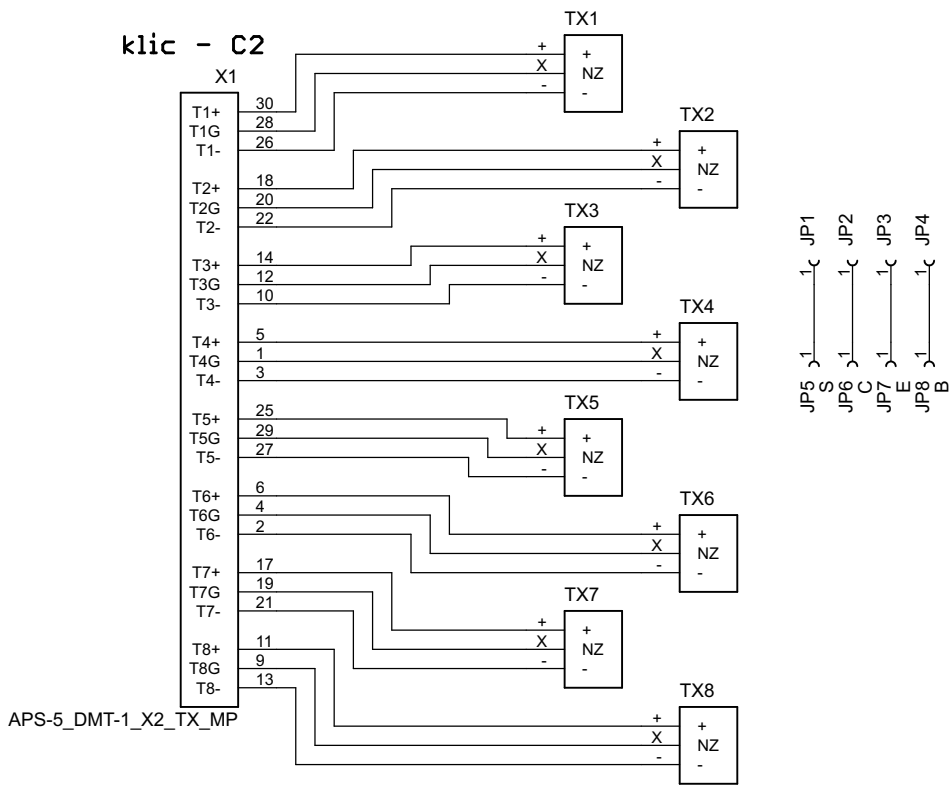 klic - C2
X1
T1+ 30
T1G 28
T1- 26
T2+ 18
T2G 20
T2- 22
T3+ 14
T3G 12
T3- 10
T4+ 5
T4G 1
T4- 3
T5+ 25
T5G 29
T5- 27
T6+ 6
T6G 4
T6- 2
T7+ 17
T7G 19
T7- 21
T8+ 11
T8G 9
T8- 13
APS-5_DMT-1_X2_TX_MP
TX1
+ +
X NZ
- -
TX2
+ +
X NZ
- -
TX3
+ +
X NZ
- -
TX4
+ +
X NZ
- -
TX5
+ +
X NZ
- -
TX6
+ +
X NZ
- -
TX7
+ +
X NZ
- -
TX8
+ +
X NZ
- -
JP1 1
1 JP5
S
JP2 1
1 JP6
C
JP3 1
1 JP7
E
JP4 1
1 JP8
B